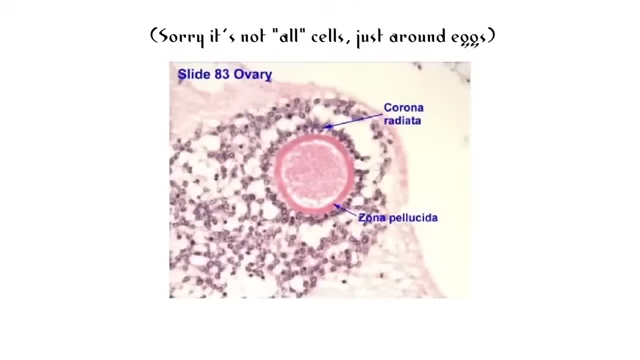 (Sorry it's not "all" cells, just around eggs)
Slide 83 Ovary
Corona
radiata
Zona pellucida